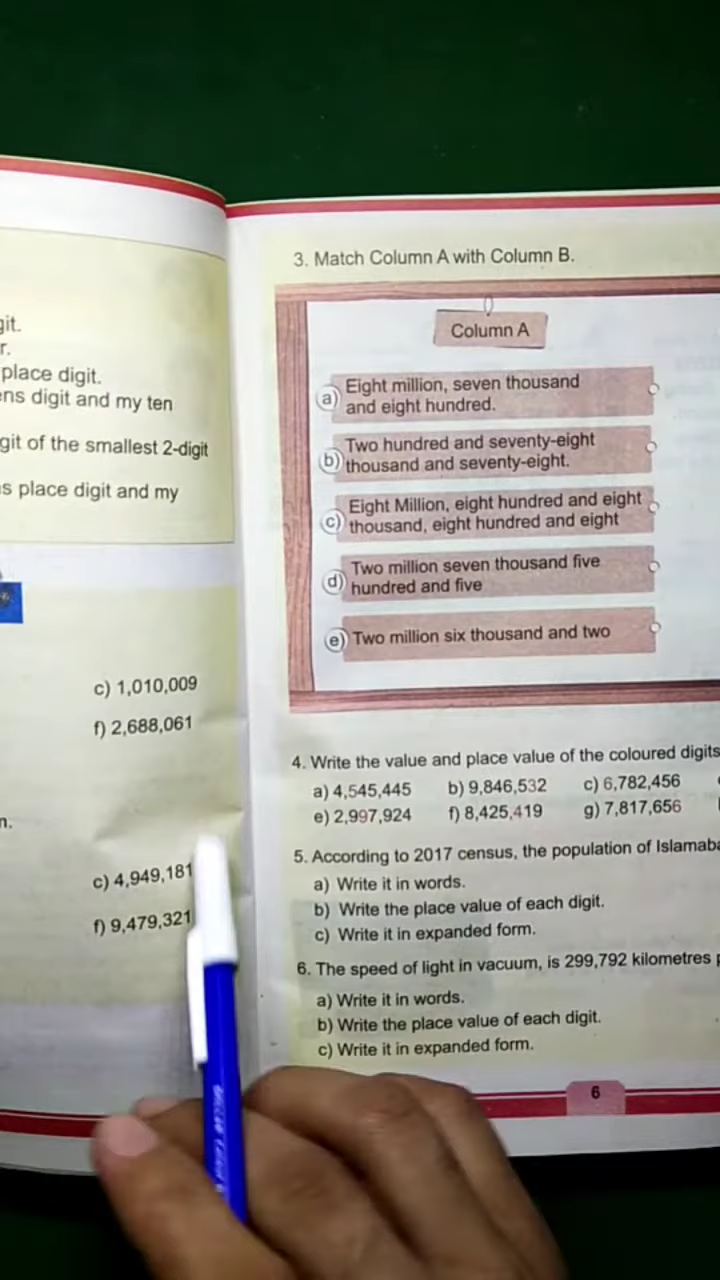 git.
r.
place digit.
ens digit and my ten
git of the smallest 2-digit
s place digit and my
c) 1,010,009
f) 2,688,061
n.
c) 4,949,181
f) 9,479,321
3. Match Column A with Column B.
Column A
a) Eight million, seven thousand
and eight hundred.
b) Two hundred and seventy-eight
thousand and seventy-eight.
c) Eight Million, eight hundred and eight
thousand, eight hundred and eight
d) Two million seven thousand five
hundred and five
e) Two million six thousand and two
4. Write the value and place value of the coloured digits
a) 4,545,445 b) 9,846,532 c) 6,782,456
e) 2,997,924 f) 8,425,419 g) 7,817,656
5. According to 2017 census, the population of Islamaba
a) Write it in words.
b) Write the place value of each digit.
c) Write it in expanded form.
6. The speed of light in vacuum, is 299,792 kilometres p
a) Write it in words.
b) Write the place value of each digit.
c) Write it in expanded form.
6